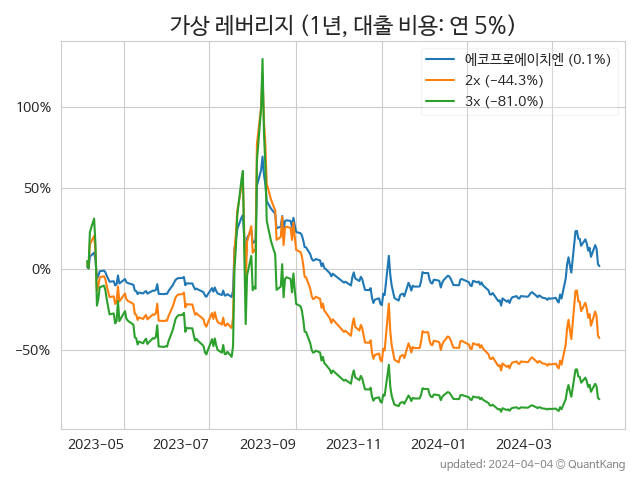 가상 레버리지 (1년, 대출 비용: 연 5%)
에코프로에이치엔 (0.1%)
2x (−44.3%)
3x (−81.0%)
100%
50%
0%
−50%
2023-05
2023-07
2023-09
2023-11
2024-01
2024-03
updated: 2024-04-04 © QuantKang